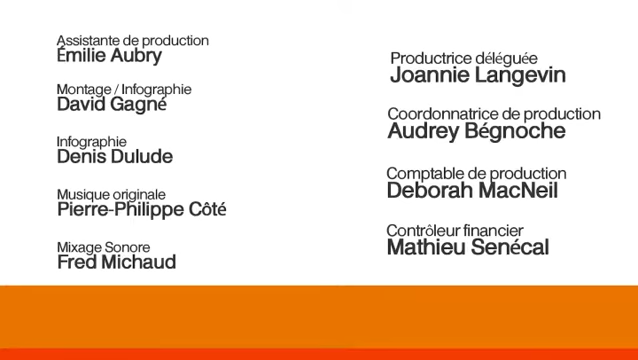 Assistante de production
Émilie Aubry
Montage / Infographie
David Gagné
Infographie
Denis Dulude
Musique originale
Pierre-Philippe Côté
Mixage Sonore
Fred Michaud
Productrice déléguée
Joannie Langevin
Coordonnatrice de production
Audrey Bégnoche
Comptable de production
Deborah MacNeil
Contrôleur financier
Mathieu Senécal